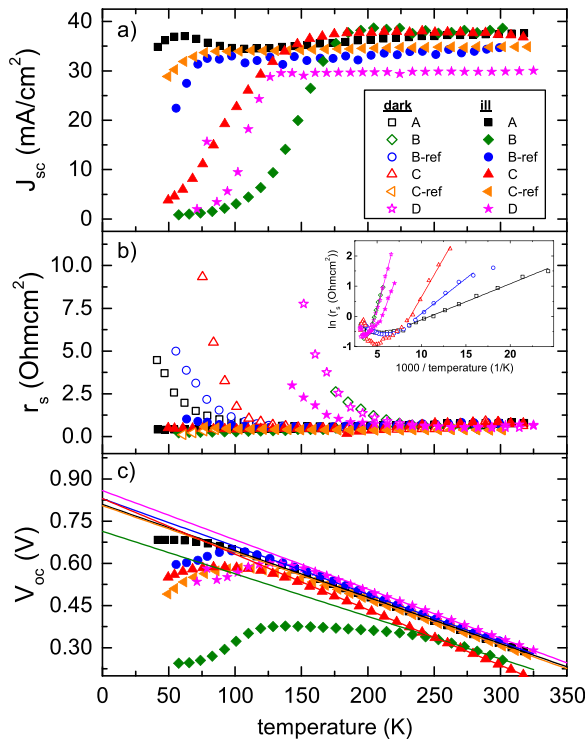 a)
J_sc (mA/cm²)
40
30
20
10
0
dark ill
A A
B B
B-ref B-ref
C C
C-ref C-ref
D D
b)
r_s (Ohmcm²)
10.0
7.5
5.0
2.5
0.0
ln (r_s (Ohmcm²))
2
1
0
-0.5
-1
5 10 15 20
1000 / temperature (1/K)
c)
V_oc (V)
0.90
0.75
0.60
0.45
0.30
0 50 100 150 200 250 300 350
temperature (K)